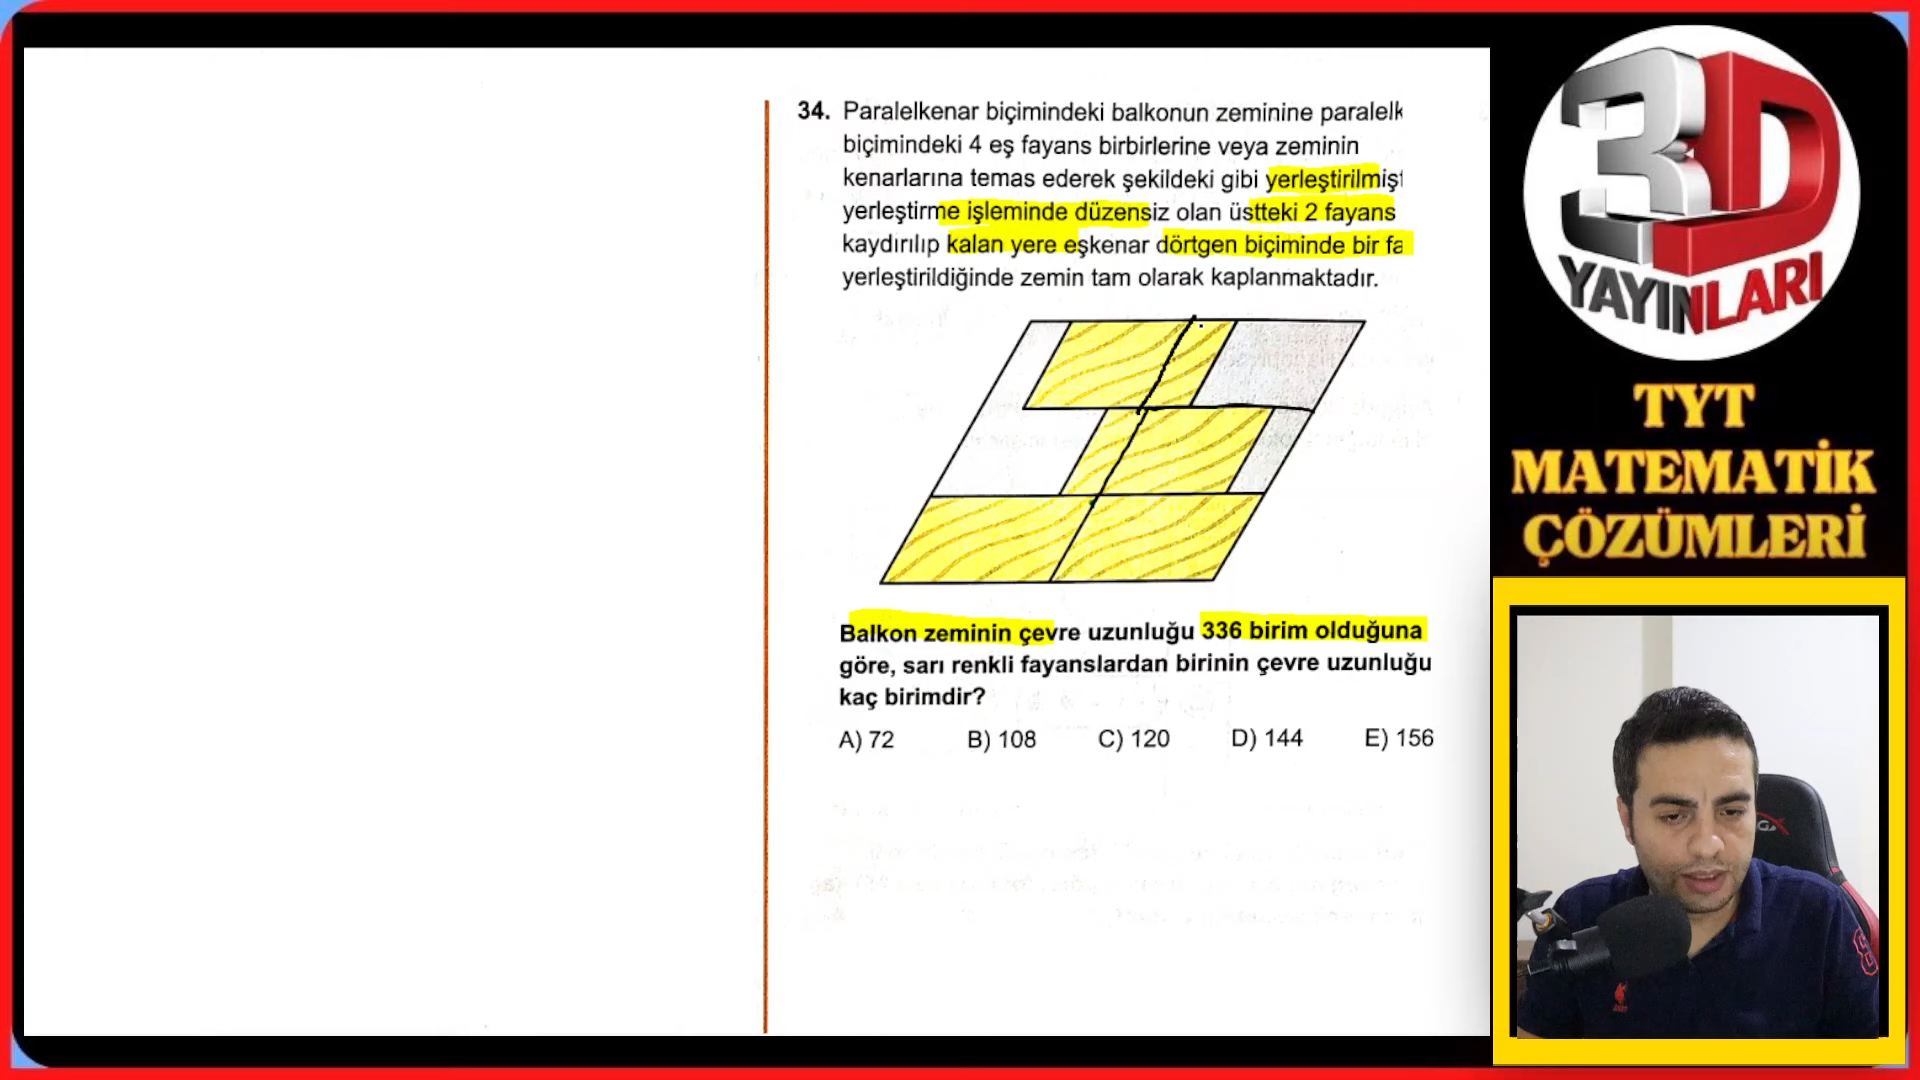 34. Paralelkenar biçimindeki balkonun zeminine paralelk
biçimindeki 4 eş fayans birbirlerine veya zeminin
kenarlarına temas ederek şekildeki gibi yerleştirilmişt
yerleştirme işleminde düzensiz olan üstteki 2 fayans
kaydırılıp kalan yere eşkenar dörtgen biçiminde bir fa
yerleştirildiğinde zemin tam olarak kaplanmaktadır.
Balkon zeminin çevre uzunluğu 336 birim olduğuna
göre, sarı renkli fayanslardan birinin çevre uzunluğu
kaç birimdir?
A) 72 B) 108 C) 120 D) 144 E) 156
3D
YAYINLARI
TYT
MATEMATİK
ÇÖZÜMLERİ